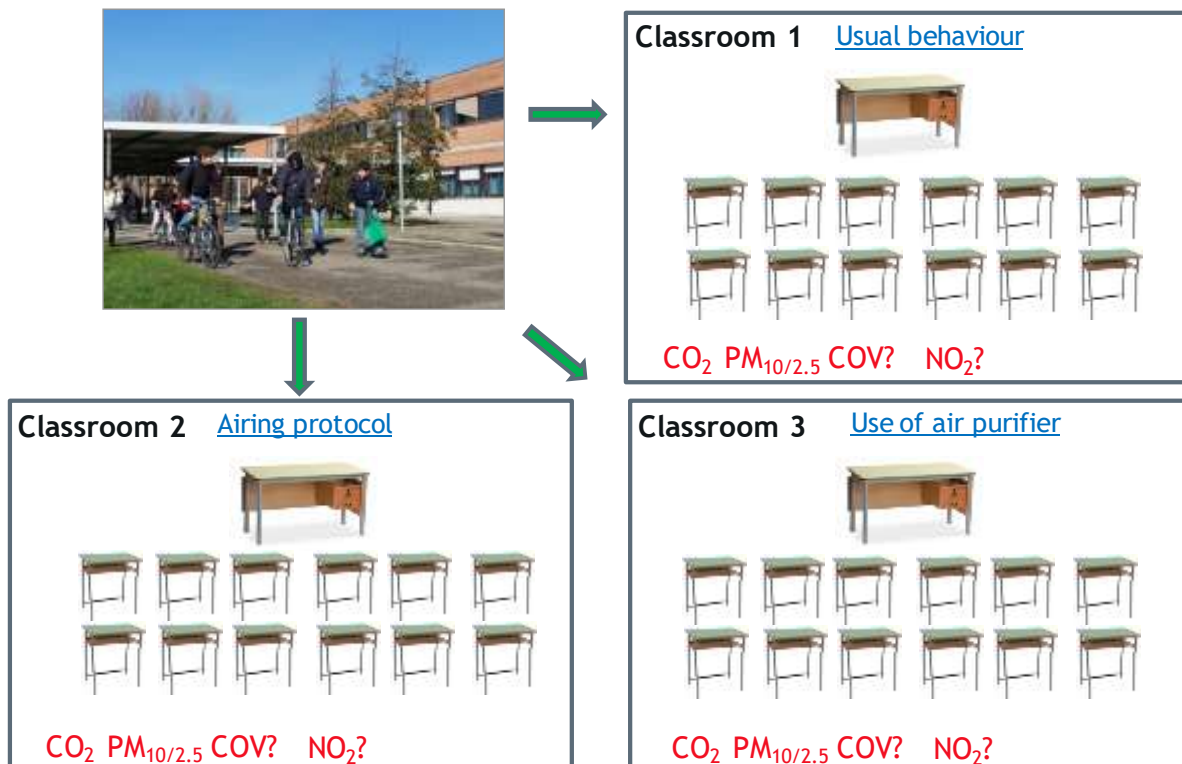 Classroom 1 Usual behaviour
CO₂ PM₁₀/₂.₅ COV? NO₂?
Classroom 2 Airing protocol
CO₂ PM₁₀/₂.₅ COV? NO₂?
Classroom 3 Use of air purifier
CO₂ PM₁₀/₂.₅ COV? NO₂?